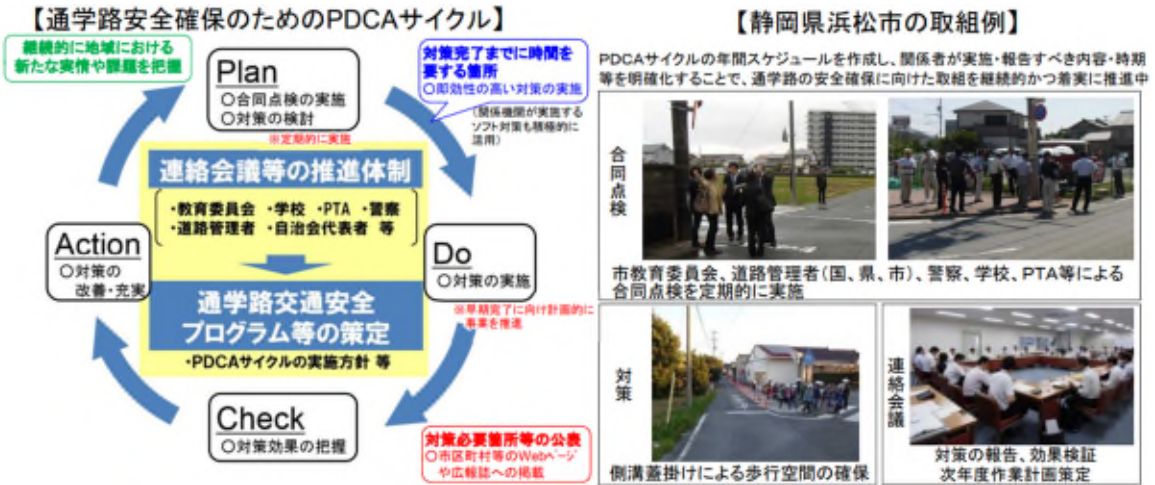 【通学路安全確保のためのPDCAサイクル】
継続的に地域における
新たな実情や課題を把握
Plan
○合同点検の実施
○対策の検討
※定期的に実施
対策完了までに時間を
要する箇所
○即効性の高い対策の実施
(関係機関が実施する
ソフト対策も積極的に
活用)
連絡会議等の推進体制
・教育委員会 ・学校 ・PTA ・警察
・道路管理者 ・自治会代表者 等
Action
○対策の
改善・充実
Do
○対策の実施
※早期完了に向け計画的に
事業を推進
通学路交通安全
プログラム等の策定
・PDCAサイクルの実施方針 等
Check
○対策効果の把握
対策必要箇所等の公表
○市区町村等のWebページ
や広報誌への掲載
【静岡県浜松市の取組例】
PDCAサイクルの年間スケジュールを作成し、関係者が実施・報告すべき内容・時期
等を明確化することで、通学路の安全確保に向けた取組を継続的かつ着実に推進中
合同点検
市教育委員会、道路管理者(国、県、市)、警察、学校、PTA等による
合同点検を定期的に実施
対策
側溝蓋掛けによる歩行空間の確保
連絡会議
対策の報告、効果検証
次年度作業計画策定